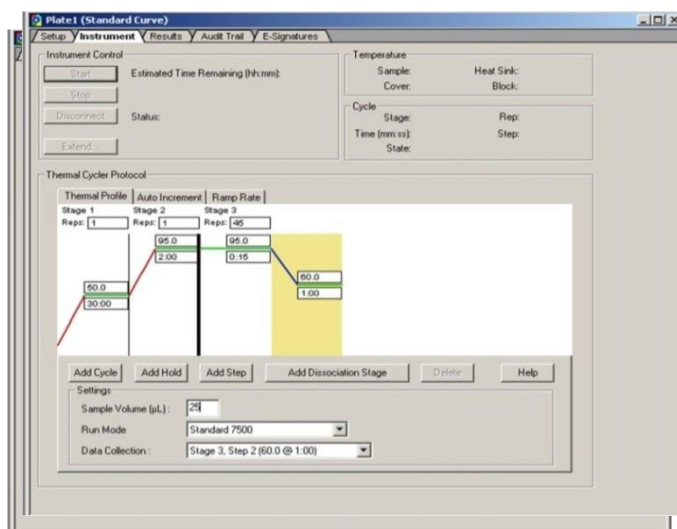 Plate1 (Standard Curve)
Setup Instrument Results Audit Trail E-Signatures
Instrument Control
Start Estimated Time Remaining (hh:mm):
Stop
Disconnect Status:
Extend...
Temperature
Sample: Heat Sink:
Cover: Block:
Cycle
Stage: Rep:
Time (mm:ss): Step:
State:
Thermal Cycler Protocol
Thermal Profile Auto Increment Ramp Rate
Stage 1 Stage 2 Stage 3
Reps: 1 Reps: 1 Reps: 45
95.0 95.0
2:00 0:15
60.0
1:00
50.0
30:00
Add Cycle Add Hold Add Step Add Dissociation Stage Delete Help
Settings
Sample Volume (µL) : 25
Run Mode Standard 7500
Data Collection : Stage 3, Step 2 (60.0 @ 1:00)